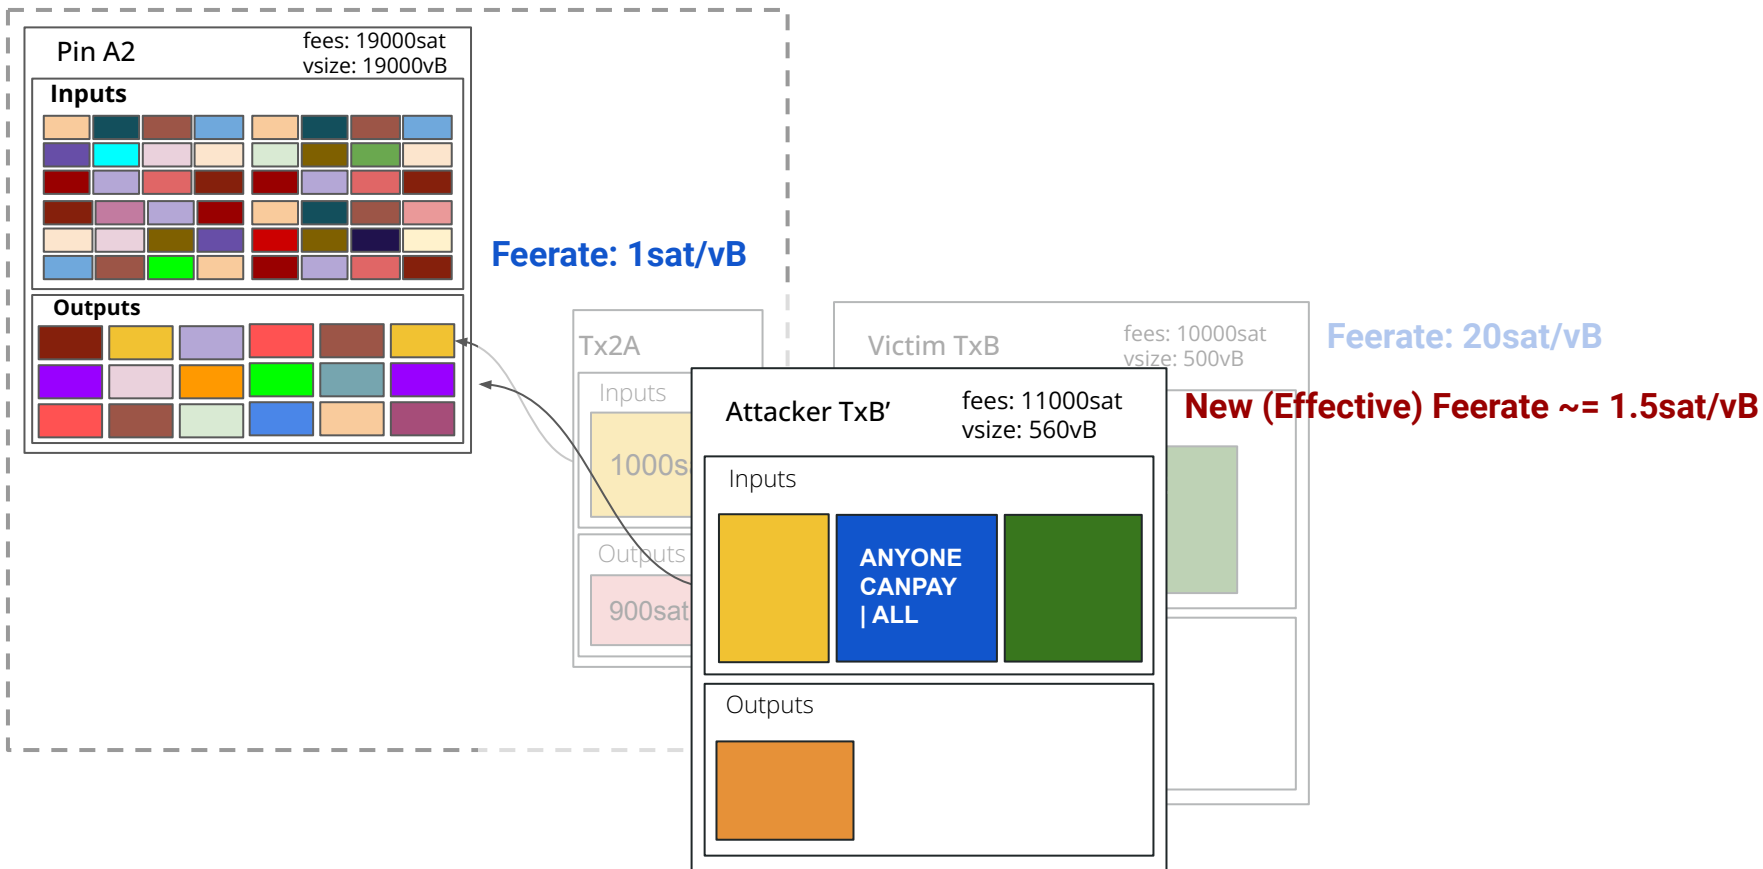 Pin A2
fees: 19000sat
vsize: 19000vB
Inputs
Outputs
Feerate: 1sat/vB
Tx2A
Inputs
Outputs
900sat
Victim TxB
fees: 10000sat
vsize: 500vB
Feerate: 20sat/vB
New (Effective) Feerate ~= 1.5sat/vB
Attacker TxB’
fees: 11000sat
vsize: 560vB
Inputs
ANYONE
CANPAY
| ALL
Outputs